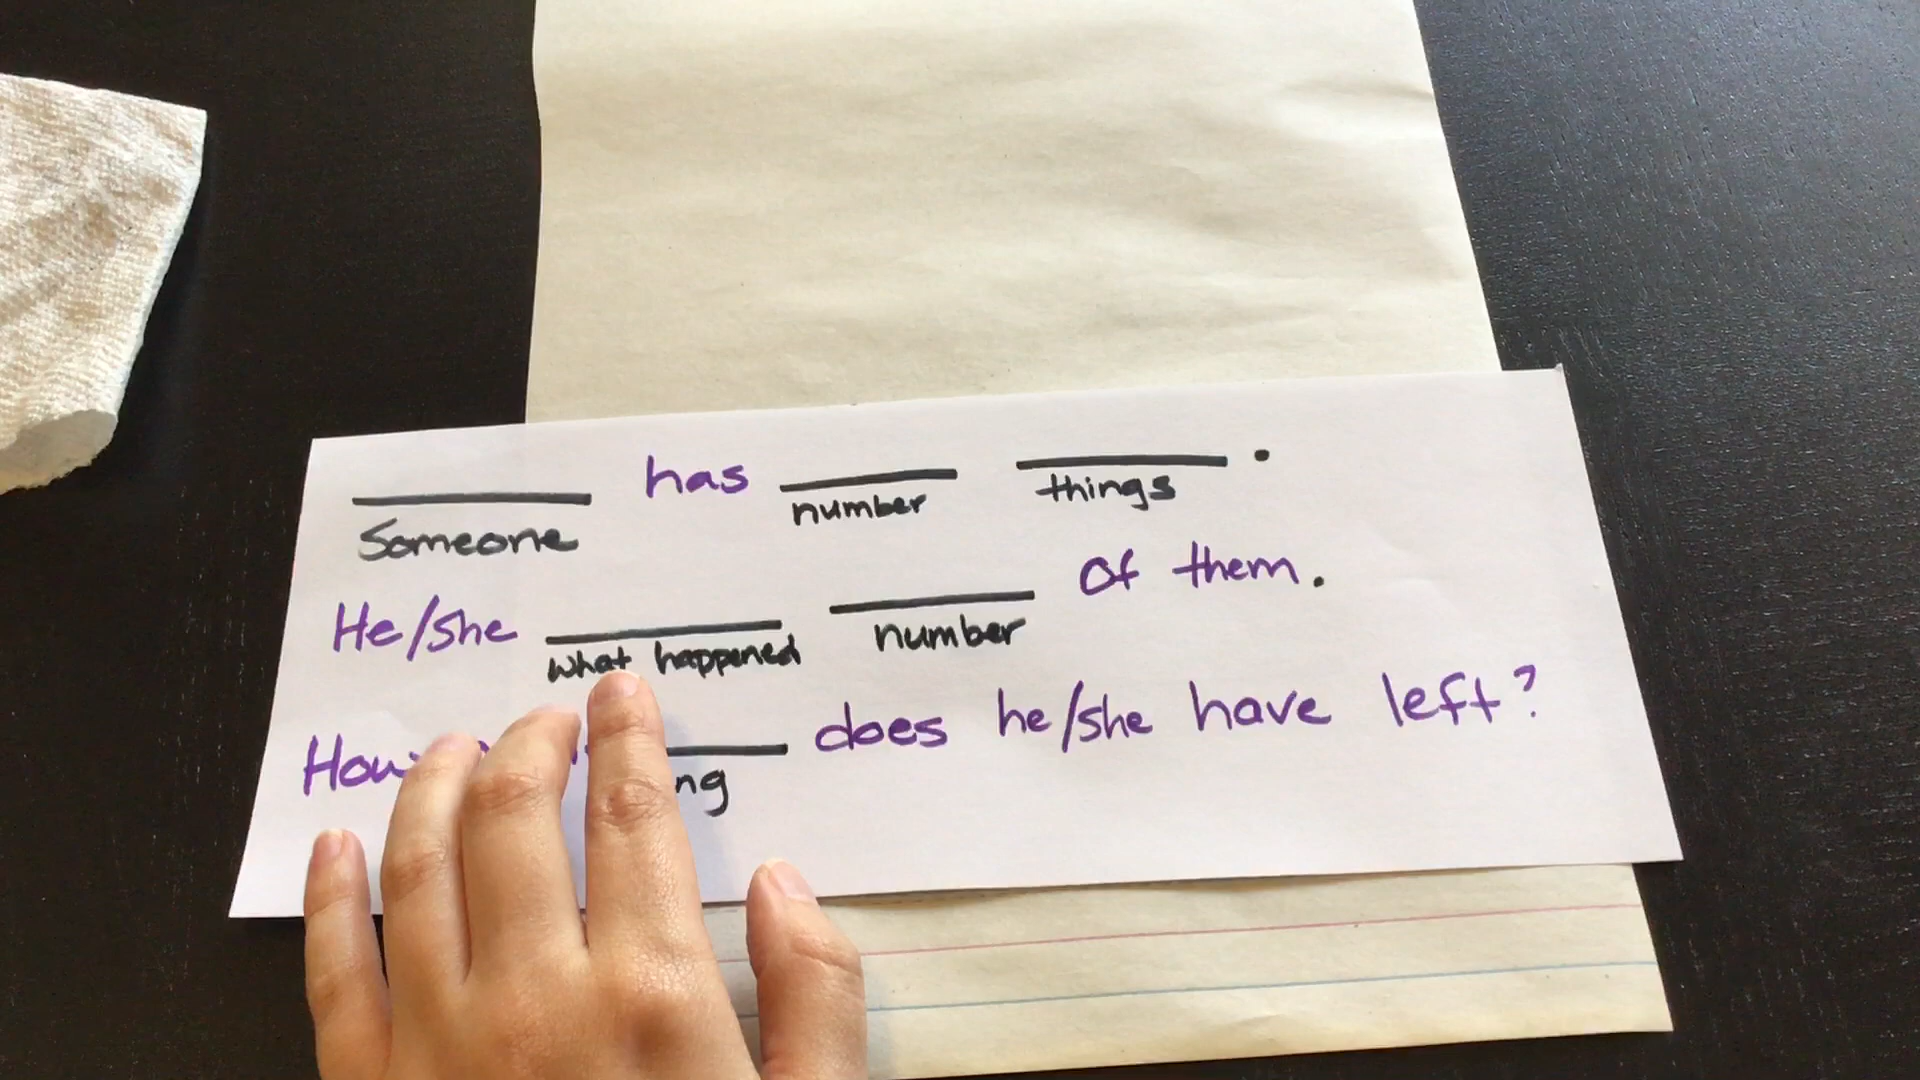 has .
Someone number things
He/she of them.
what happened number
does he/she have left?